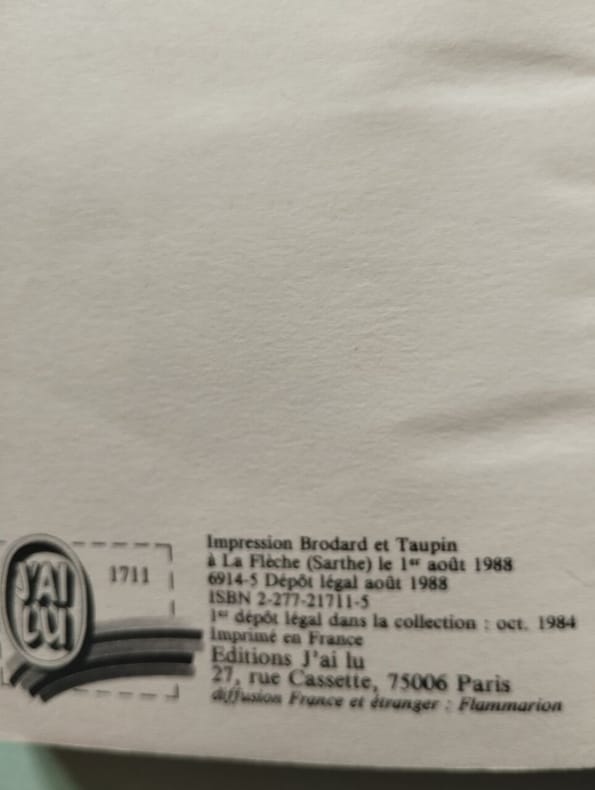 J'AI
LU
1711
Impression Brodard et Taupin
à La Flèche (Sarthe) le 1er août 1988
6914-5 Dépôt légal août 1988
ISBN 2-277-21711-5
1er dépôt légal dans la collection : oct. 1984
Imprimé en France
Editions J'ai lu
27, rue Cassette, 75006 Paris
diffusion France et étranger : Flammarion